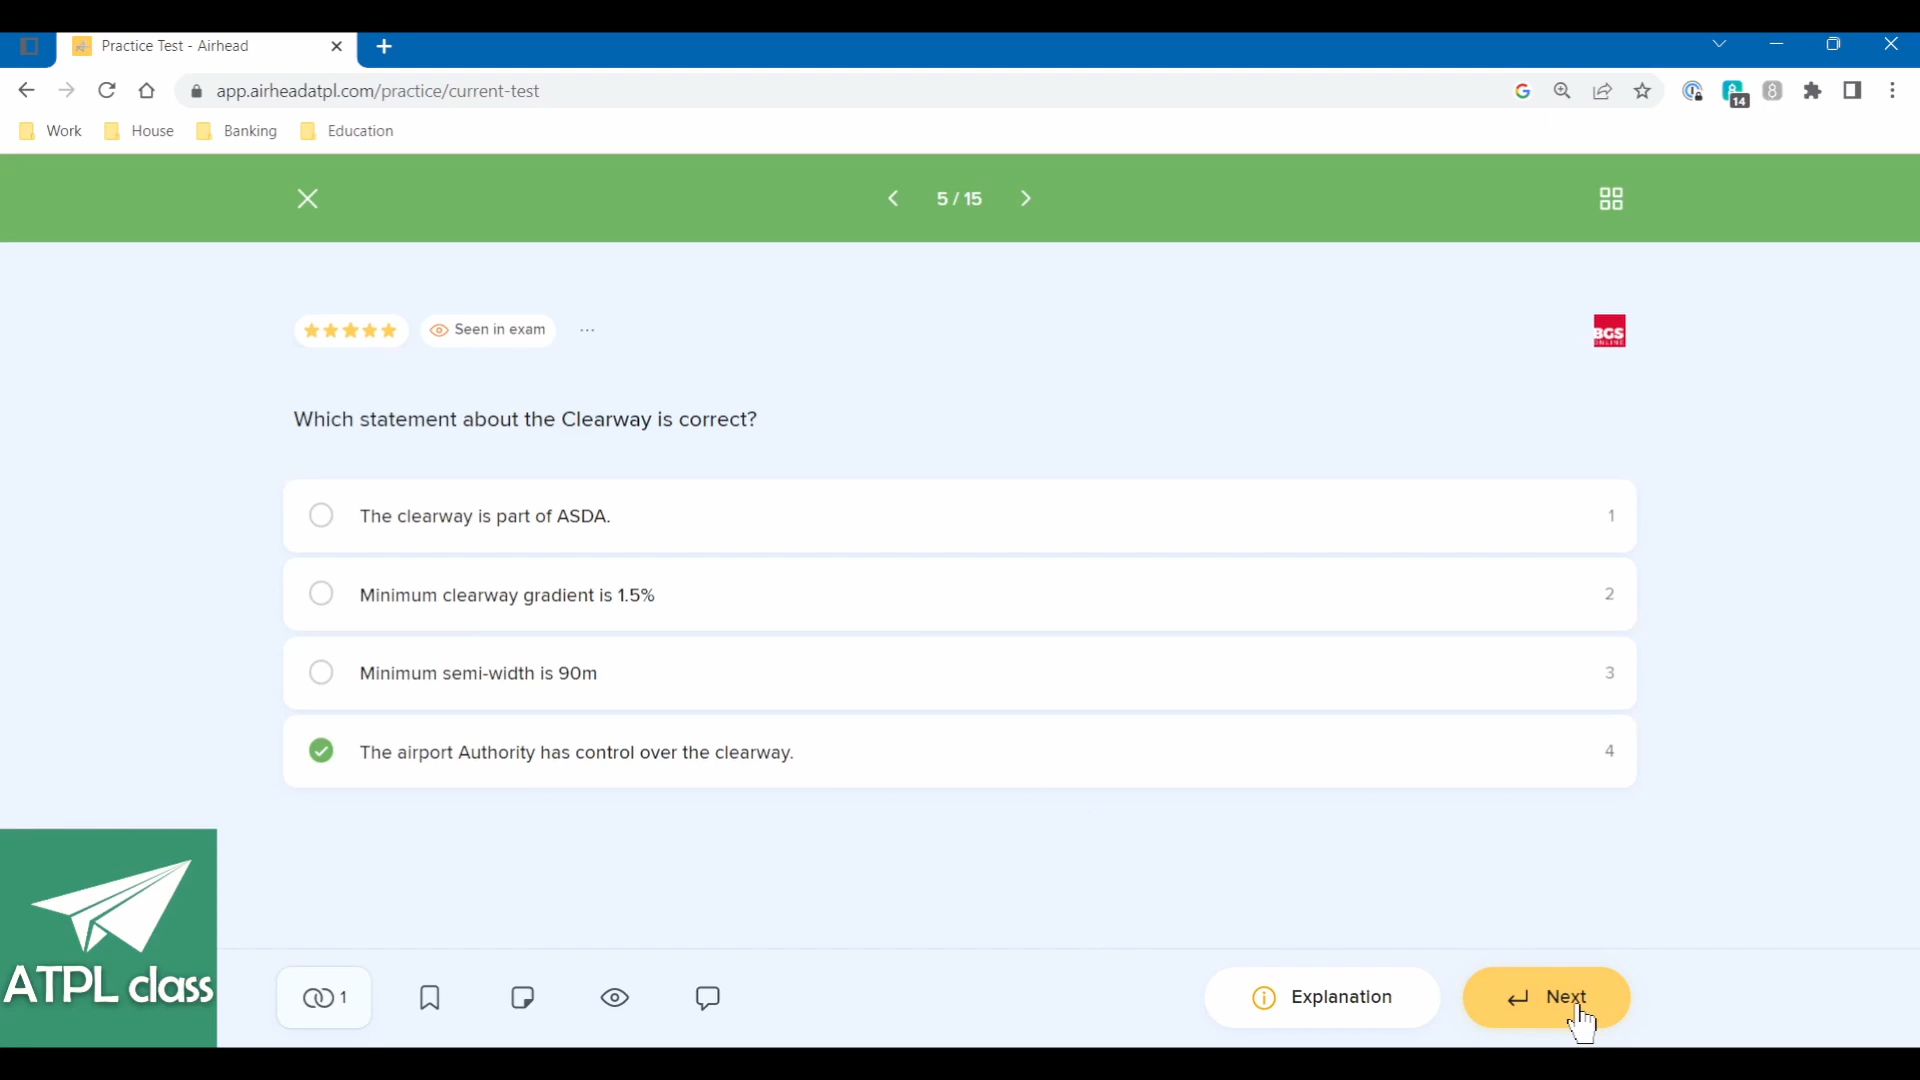 Practice Test - Airhead
app.airheadatpl.com/practice/current-test
14
8
Work
House
Banking
Education
5 / 15
Seen in exam
BGS
ONLINE
Which statement about the Clearway is correct?
The clearway is part of ASDA.
1
Minimum clearway gradient is 1.5%
2
Minimum semi-width is 90m
3
The airport Authority has control over the clearway.
4
ATPL class
1
Explanation
Next